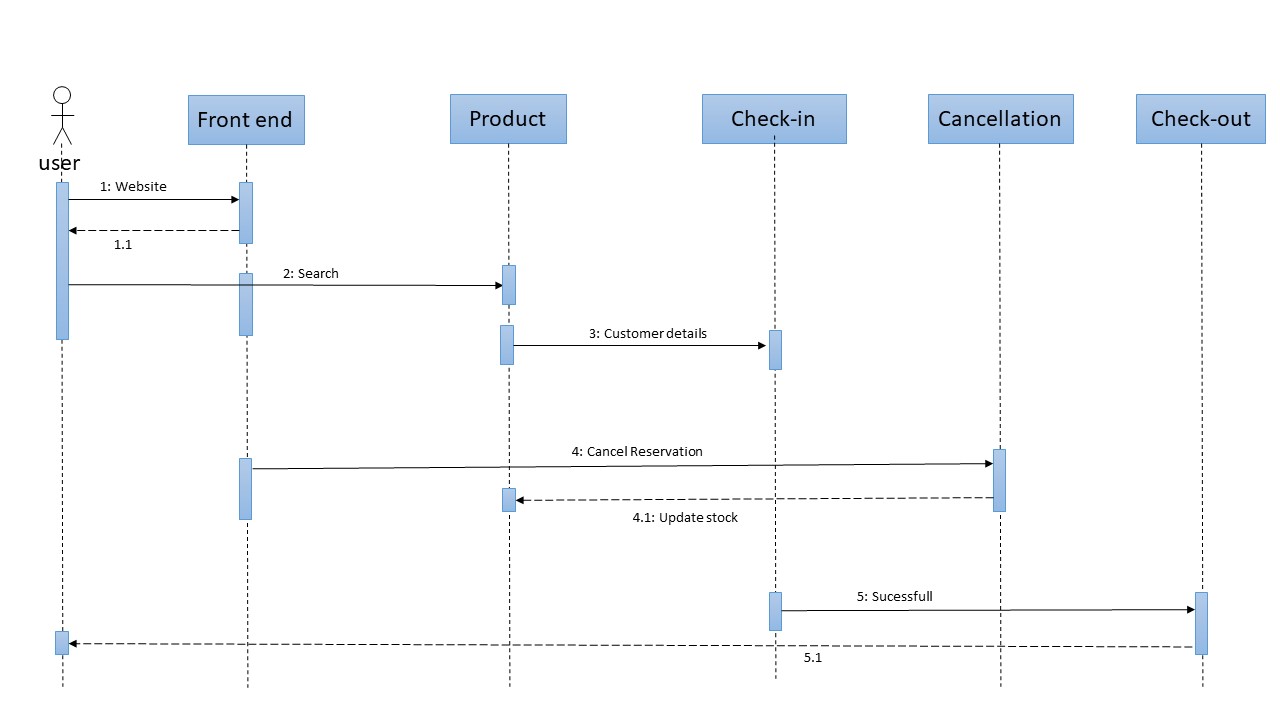 Front end
Product
Check-in
Cancellation
Check-out
user
1: Website
1.1
2: Search
3: Customer details
4: Cancel Reservation
4.1: Update stock
5: Sucessfull
5.1